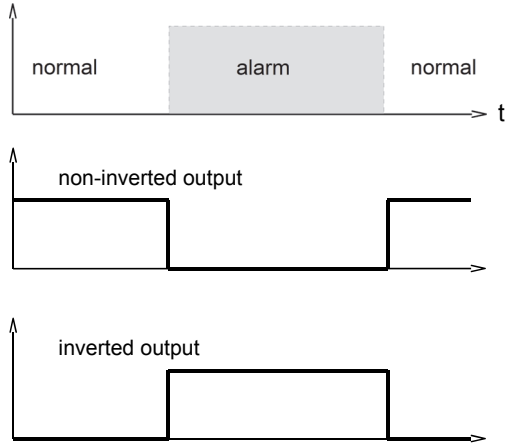 normal alarm normal
t
non-inverted output
inverted output